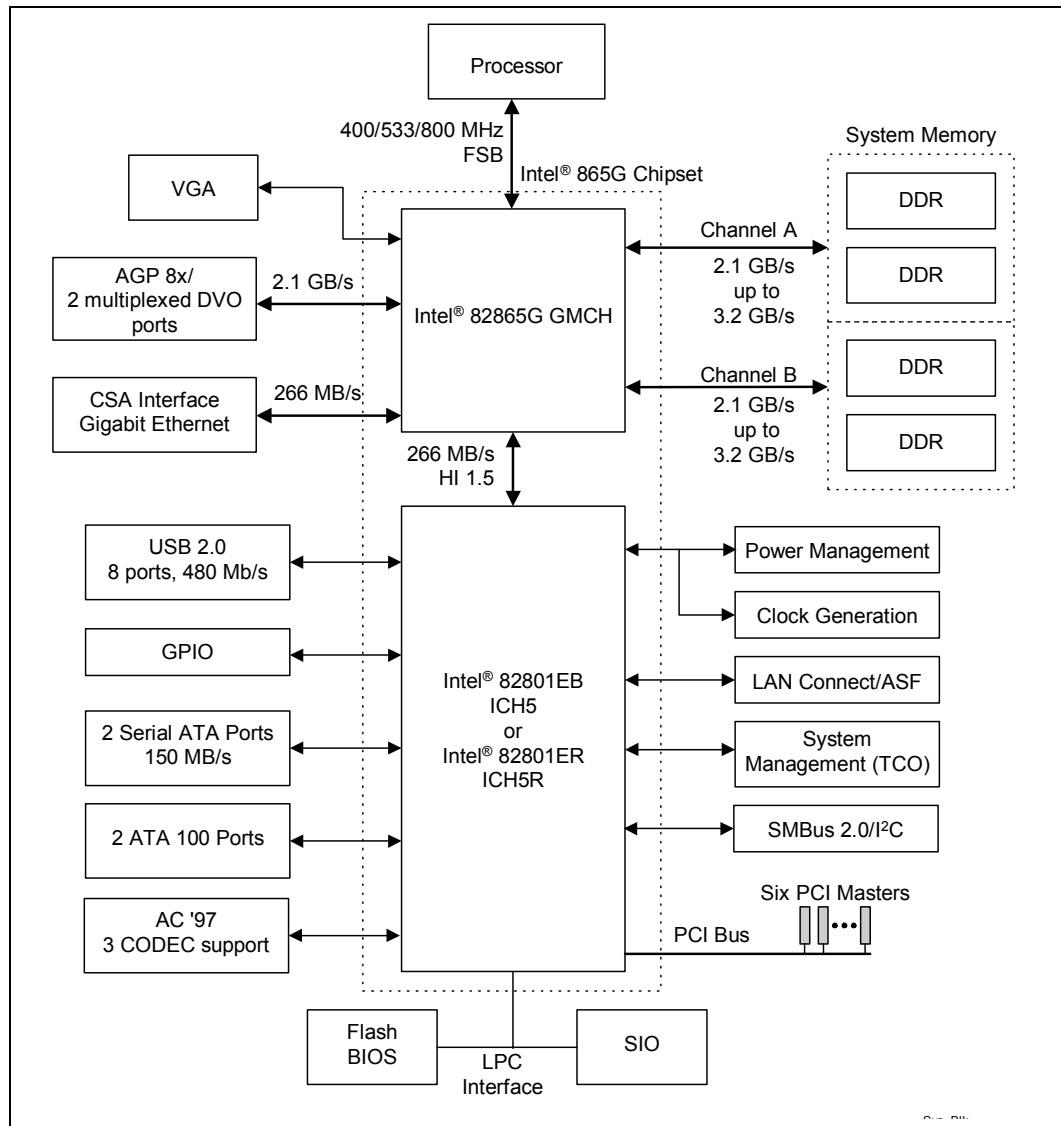 Processor
400/533/800 MHz
FSB
Intel® 865G Chipset
System Memory
VGA
DDR
DDR
DDR
DDR
Channel A
2.1 GB/s
up to
3.2 GB/s
Channel B
2.1 GB/s
up to
3.2 GB/s
AGP 8x/
2 multiplexed DVO
ports
2.1 GB/s
Intel® 82865G GMCH
CSA Interface
Gigabit Ethernet
266 MB/s
266 MB/s
HI 1.5
USB 2.0
8 ports, 480 Mb/s
GPIO
2 Serial ATA Ports
150 MB/s
2 ATA 100 Ports
AC '97
3 CODEC support
Intel® 82801EB
ICH5
or
Intel® 82801ER
ICH5R
Power Management
Clock Generation
LAN Connect/ASF
System
Management (TCO)
SMBus 2.0/I²C
Six PCI Masters
PCI Bus
Flash
BIOS
LPC
Interface
SIO